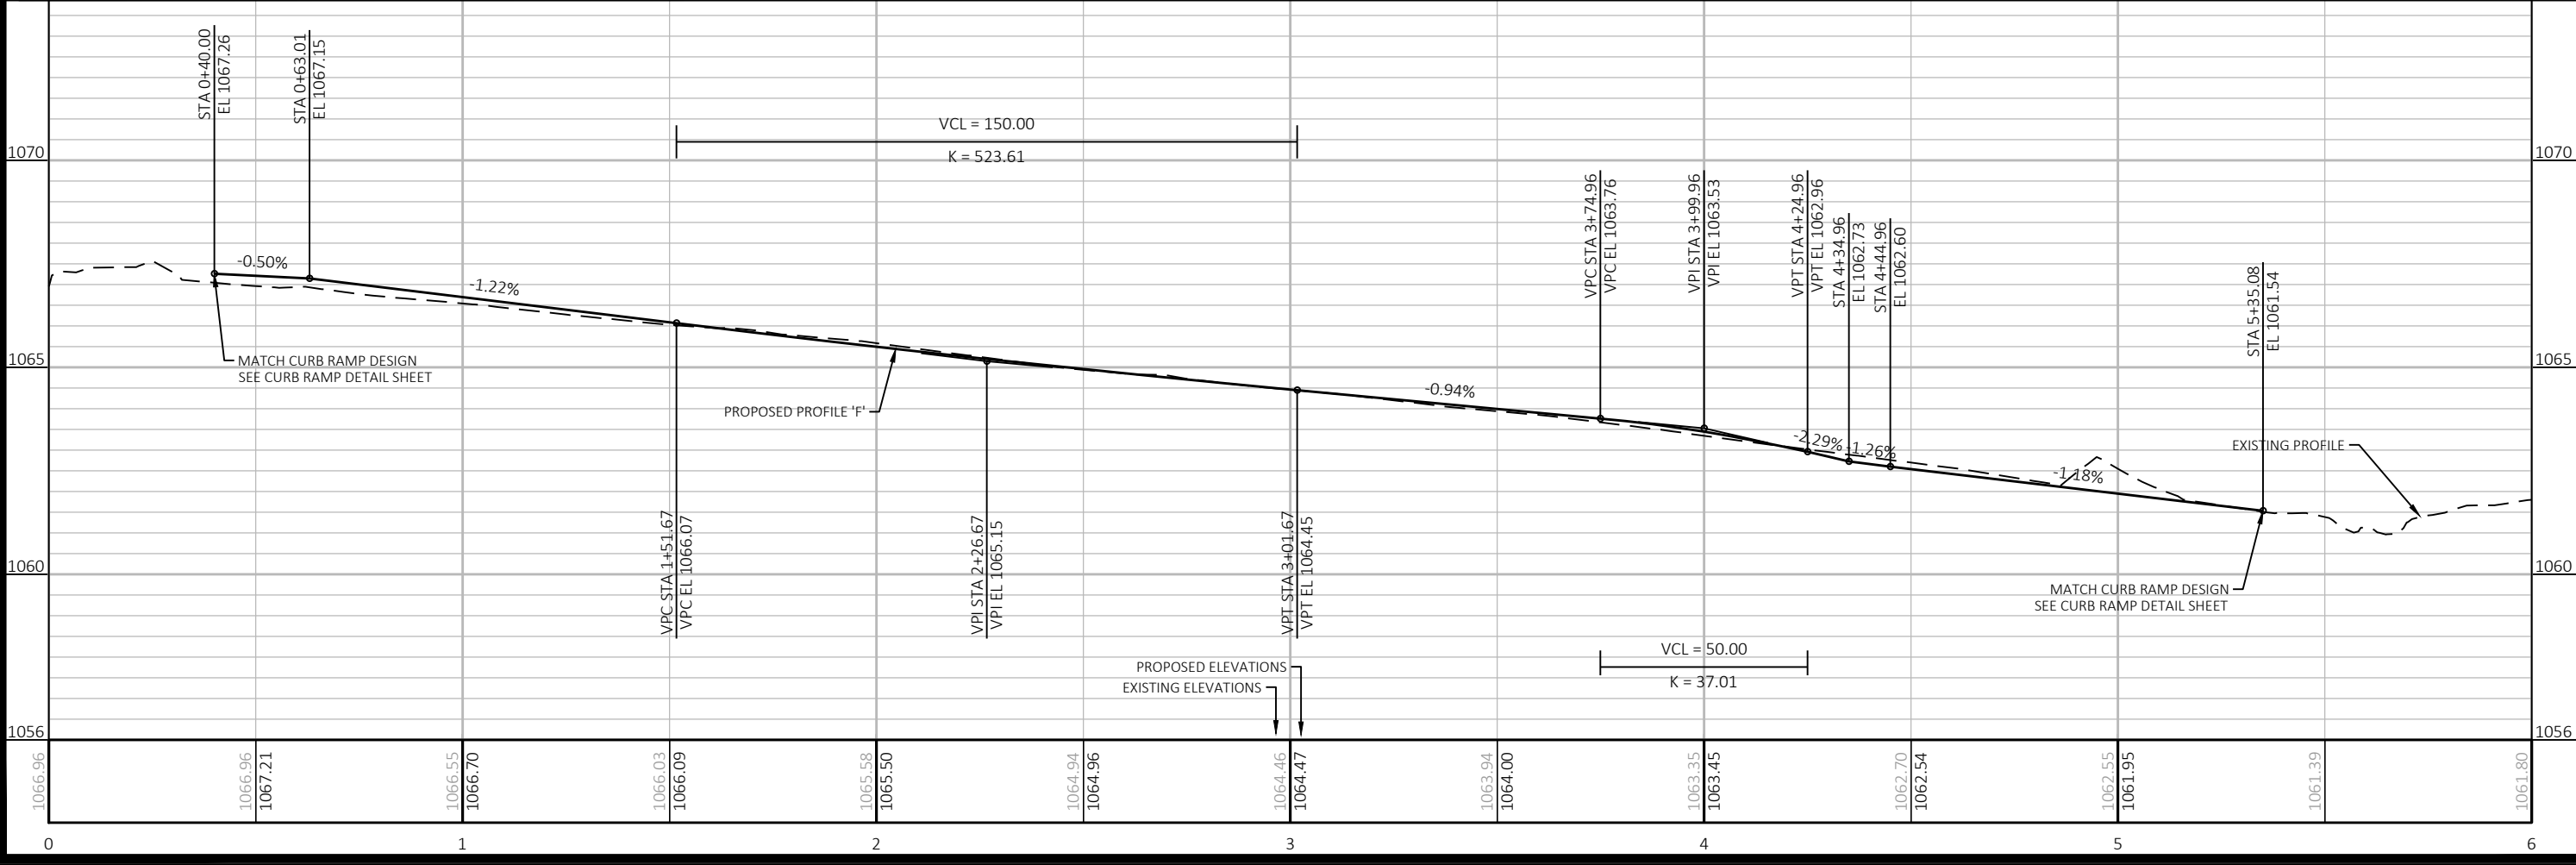 STA 0+40.00
EL 1067.26
STA 0+63.01
EL 1067.15
VCL = 150.00
K = 523.61
1070
1070
VPC STA 3+74.96
VPC EL 1063.76
VPI STA 3+99.96
VPI EL 1063.53
VPT STA 4+24.96
VPT EL 1062.96
STA 4+34.96
EL 1062.73
STA 4+44.96
EL 1062.60
STA 5+35.08
EL 1061.54
-0.50%
-1.22%
1065
1065
MATCH CURB RAMP DESIGN
SEE CURB RAMP DETAIL SHEET
PROPOSED PROFILE 'F'
-0.94%
-2.29%
-1.26%
-1.18%
EXISTING PROFILE
VPC STA 1+51.67
VPC EL 1066.07
VPI STA 2+26.67
VPI EL 1065.15
VPT STA 3+01.67
VPT EL 1064.45
1060
1060
MATCH CURB RAMP DESIGN
SEE CURB RAMP DETAIL SHEET
VCL = 50.00
K = 37.01
PROPOSED ELEVATIONS
EXISTING ELEVATIONS
1056
1056
1066.96
1066.96
1067.21
1066.55
1066.70
1066.03
1066.09
1065.58
1065.50
1064.94
1064.96
1064.46
1064.47
1063.94
1064.00
1063.35
1063.45
1062.70
1062.54
1062.55
1061.95
1061.39
1061.80
0
1
2
3
4
5
6